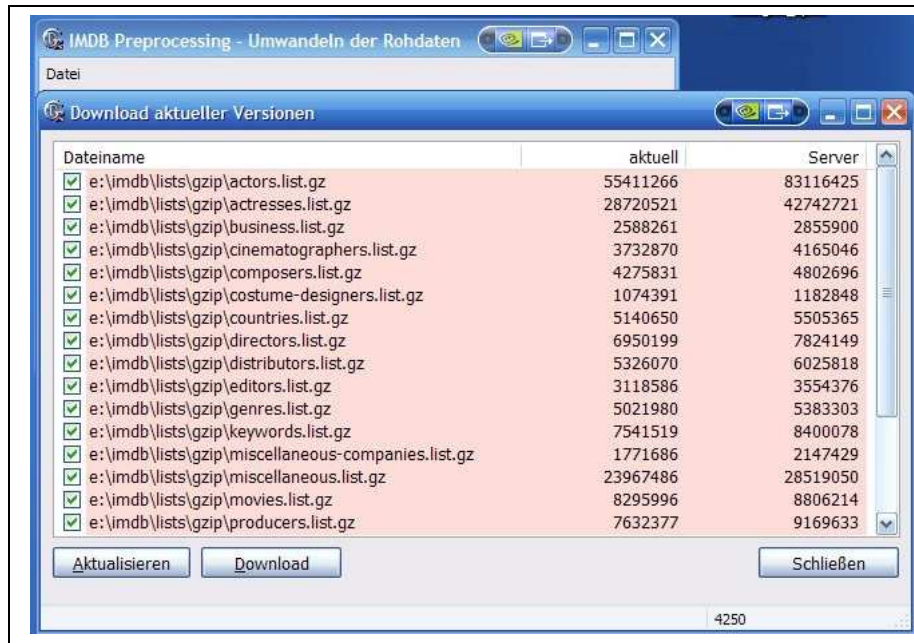 IMDB Preprocessing - Umwandeln der Rohdaten
Datei
Download aktueller Versionen
Dateiname aktuell Server
e:\imdb\lists\gzip\actors.list.gz 55411266 83116425
e:\imdb\lists\gzip\actresses.list.gz 28720521 42742721
e:\imdb\lists\gzip\business.list.gz 2588261 2855900
e:\imdb\lists\gzip\cinematographers.list.gz 3732870 4165046
e:\imdb\lists\gzip\composers.list.gz 4275831 4802696
e:\imdb\lists\gzip\costume-designers.list.gz 1074391 1182848
e:\imdb\lists\gzip\countries.list.gz 5140650 5505365
e:\imdb\lists\gzip\directors.list.gz 6950199 7824149
e:\imdb\lists\gzip\distributors.list.gz 5326070 6025818
e:\imdb\lists\gzip\editors.list.gz 3118586 3554376
e:\imdb\lists\gzip\genres.list.gz 5021980 5383303
e:\imdb\lists\gzip\keywords.list.gz 7541519 8400078
e:\imdb\lists\gzip\miscellaneous-companies.list.gz 1771686 2147429
e:\imdb\lists\gzip\miscellaneous.list.gz 23967486 28519050
e:\imdb\lists\gzip\movies.list.gz 8295996 8806214
e:\imdb\lists\gzip\producers.list.gz 7632377 9169633
Aktualisieren Download Schließen
4250